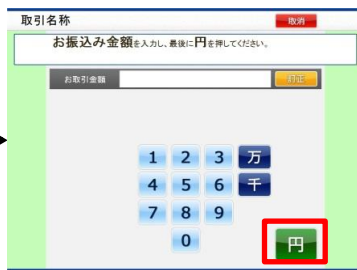 取引名称 取消
お振込み金額を入力し、最後に円を押してください。
お取引金額 訂正
1 2 3 万
4 5 6 千
7 8 9
0 円